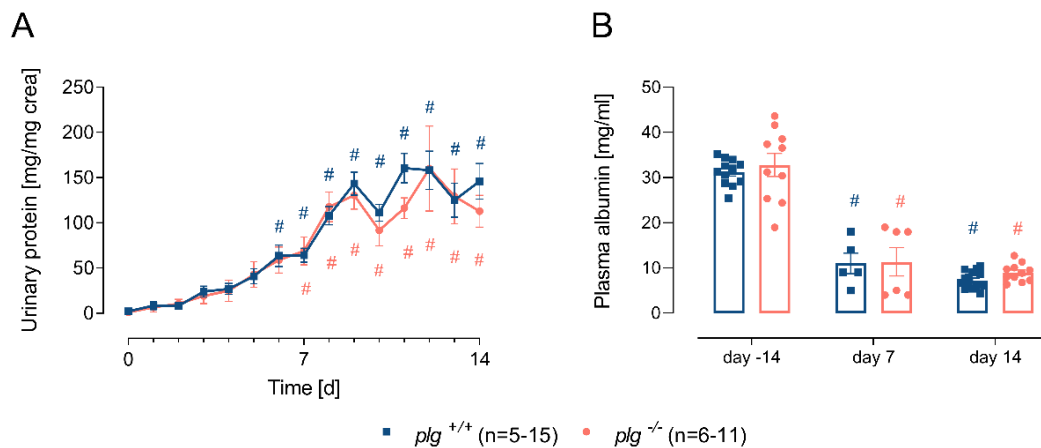 A
Urinary protein [mg/mg crea]
250
200
150
100
50
0
# # # # # # # # #
# # # # # # # #
0 7 14
Time [d]
B
Plasma albumin [mg/ml]
50
40
30
20
10
0
# # # #
day -14 day 7 day 14
plg +/+ (n=5-15) plg -/- (n=6-11)